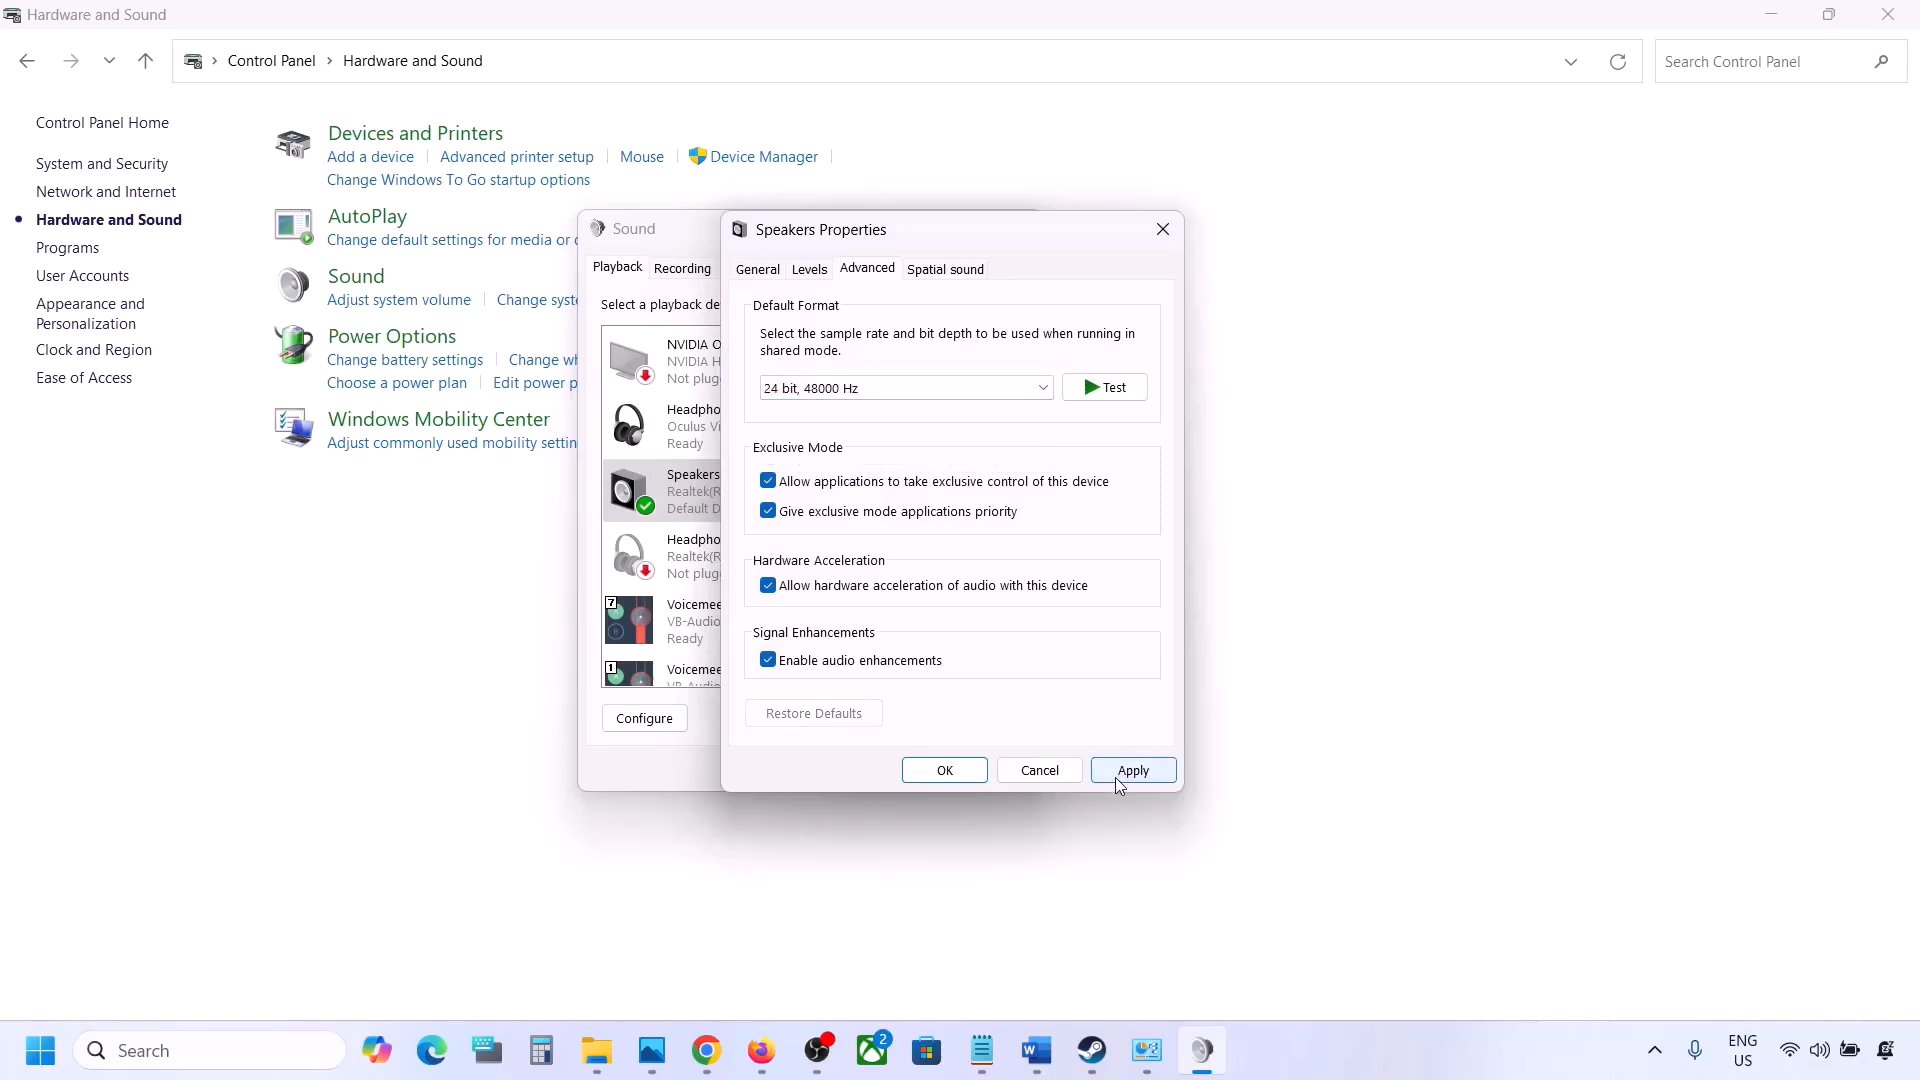 Hardware and Sound
Control Panel > Hardware and Sound
Search Control Panel
Control Panel Home
System and Security
Network and Internet
Hardware and Sound
Programs
User Accounts
Appearance and
Personalization
Clock and Region
Ease of Access
Devices and Printers
Add a device
Advanced printer setup
Mouse
Device Manager
Change Windows To Go startup options
AutoPlay
Change default settings for media or
Sound
Adjust system volume
Change syst
Power Options
Change battery settings
Change wh
Choose a power plan
Edit power p
Windows Mobility Center
Adjust commonly used mobility settin
Sound
Playback
Recording
Select a playback de
NVIDIA O
NVIDIA H
Not plug
Headpho
Oculus Vi
Ready
Speakers
Realtek(R
Default D
Headpho
Realtek(R
Not plug
7
Voicemee
VB-Audio
Ready
1
Voicemee
VB-Audio
Configure
Speakers Properties
General
Levels
Advanced
Spatial sound
Default Format
Select the sample rate and bit depth to be used when running in
shared mode.
24 bit, 48000 Hz
Test
Exclusive Mode
Allow applications to take exclusive control of this device
Give exclusive mode applications priority
Hardware Acceleration
Allow hardware acceleration of audio with this device
Signal Enhancements
Enable audio enhancements
Restore Defaults
OK
Cancel
Apply
Search
2
ENG
US